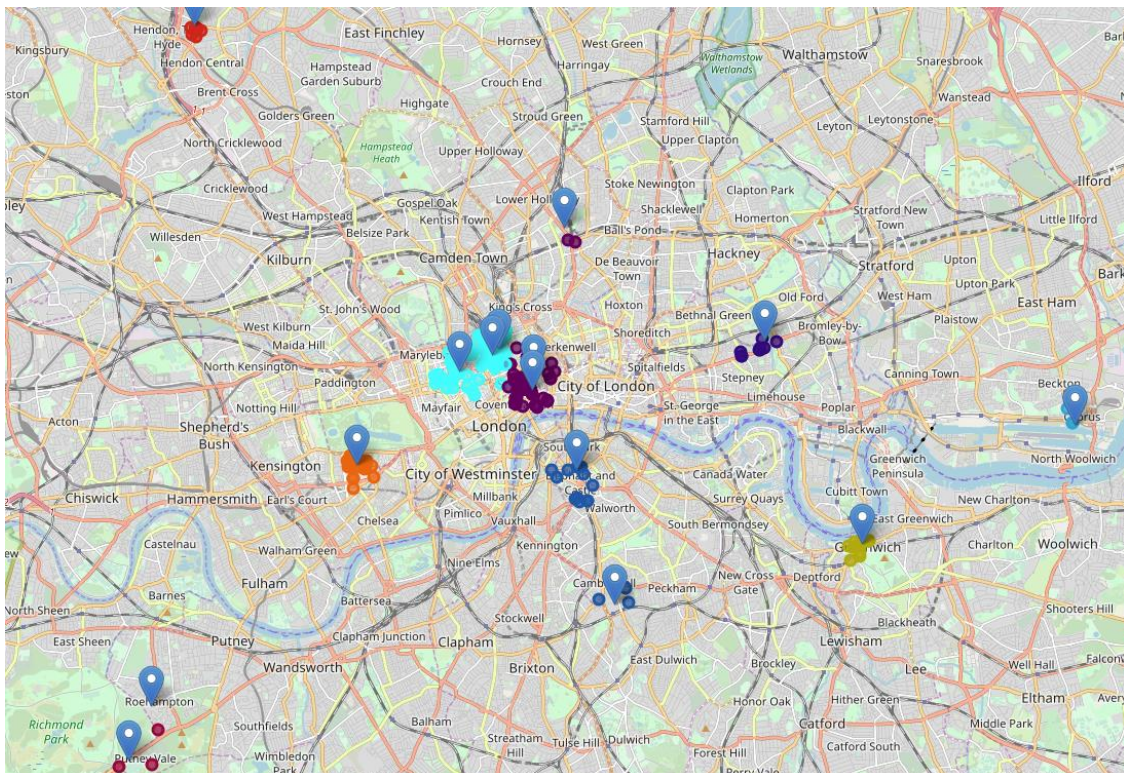 East Finchley
Hornsey
West Green
Harringay
Walthamstow
Wetlands
Walthamstow
Snaresbrook
Kingsbury
Hyde
Hendon Central
Hampstead
Garden Suburb
Crouch End
Brent Cross
Highgate
Wanstead
Golders Green
Stroud Green
Stamford Hill
Leyton
Leytonstone
North Cricklewood
Hampstead
Heath
Upper Holloway
Upper Clapton
Cricklewood
Stoke Newington
Clapton Park
Ilford
Gospel Oak
Kentish Town
West Hampstead
Shacklewell
Homerton
Stratford New
Town
Little Ilford
Willesden
Belsize Park
Ball's Pond
Kilburn
Camden Town
De Beauvoir
Town
Hackney
Stratford
Upton
Upton Park
St. John's Wood
King's Cross
Hoxton
Old Ford
West Ham
East Ham
West Kilburn
Shoreditch
Bethnal Green
Bromley-by-
Bow
Plaistow
Maida Hill
North Kensington
Spitalfields
Canning Town
Paddington
City of London
Stepney
Beckton
Notting Hill
Mayfair
Limehouse
Acton
Shepherd's
Bush
London
St. George
in the East
Poplar
Blackwall
Kensington
City of Westminster
Canada Water
Greenwich
Peninsula
North Woolwich
Chiswick
Hammersmith
Earl's Court
Millbank
Walworth
Surrey Quays
Cubitt Town
New Charlton
Chelsea
Pimlico
Vauxhall
South Bermondsey
East Greenwich
Castelnau
Walham Green
Kennington
Greenwich
Charlton
Woolwich
Nine Elms
Deptford
Fulham
Peckham
New Cross
Gate
Barnes
Battersea
Stockwell
Shooters Hill
North Sheen
East Sheen
Putney
Clapham Junction
Clapham
Blackheath
Lewisham
Wandsworth
Brixton
East Dulwich
Brockley
Lee
Well Hall
Roehampton
Honor Oak
Hither Green
Eltham
Richmond
Park
Southfields
Balham
Catford
Middle Park
Putney Vale
Wimbledon
Park
Streatham
Hill
Tulse Hill
Dulwich
Forest Hill
Catford South
Perry Vale